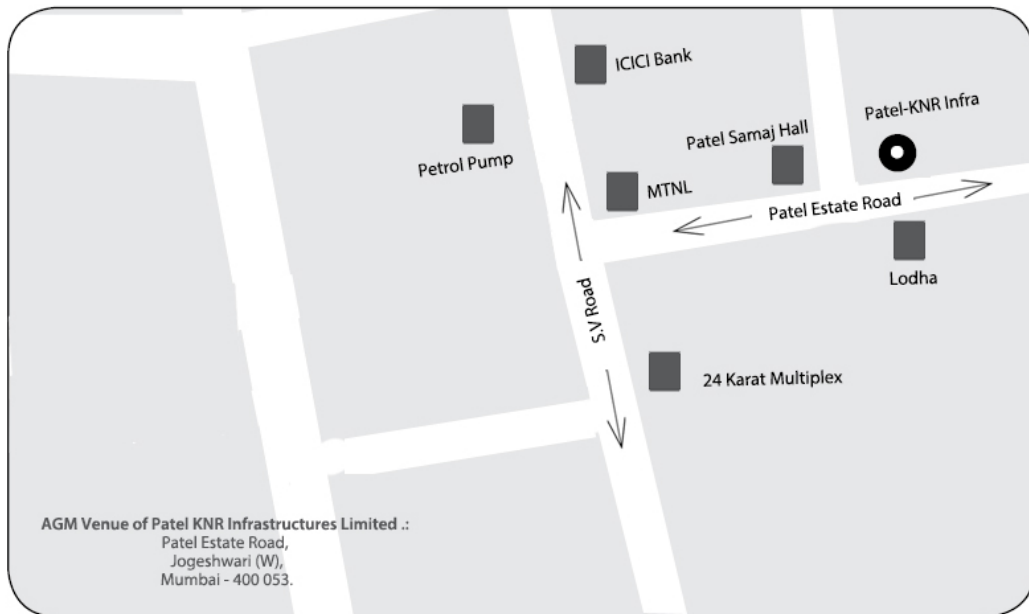 ICICI Bank
Patel-KNR Infra
Petrol Pump
Patel Samaj Hall
MTNL
Patel Estate Road
Lodha
S.V Road
24 Karat Multiplex
AGM Venue of Patel KNR Infrastructures Limited .:
Patel Estate Road,
Jogeshwari (W),
Mumbai - 400 053.